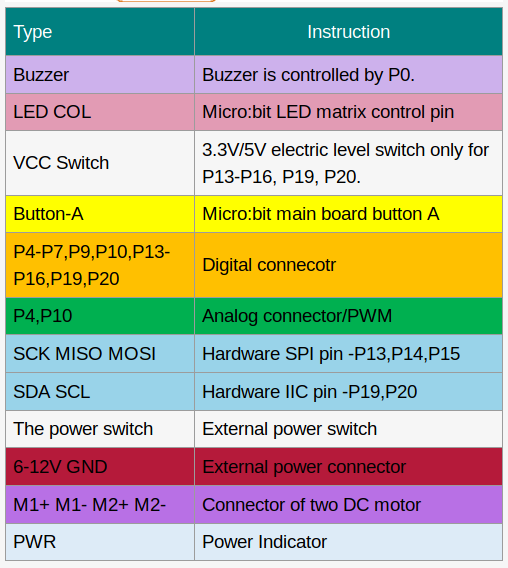 Type Instruction
Buzzer Buzzer is controlled by P0.
LED COL Micro:bit LED matrix control pin
VCC Switch 3.3V/5V electric level switch only for
P13-P16, P19, P20.
Button-A Micro:bit main board button A
P4-P7,P9,P10,P13-
P16,P19,P20 Digital connecotr
P4,P10 Analog connector/PWM
SCK MISO MOSI Hardware SPI pin -P13,P14,P15
SDA SCL Hardware IIC pin -P19,P20
The power switch External power switch
6-12V GND External power connector
M1+ M1- M2+ M2- Connector of two DC motor
PWR Power Indicator